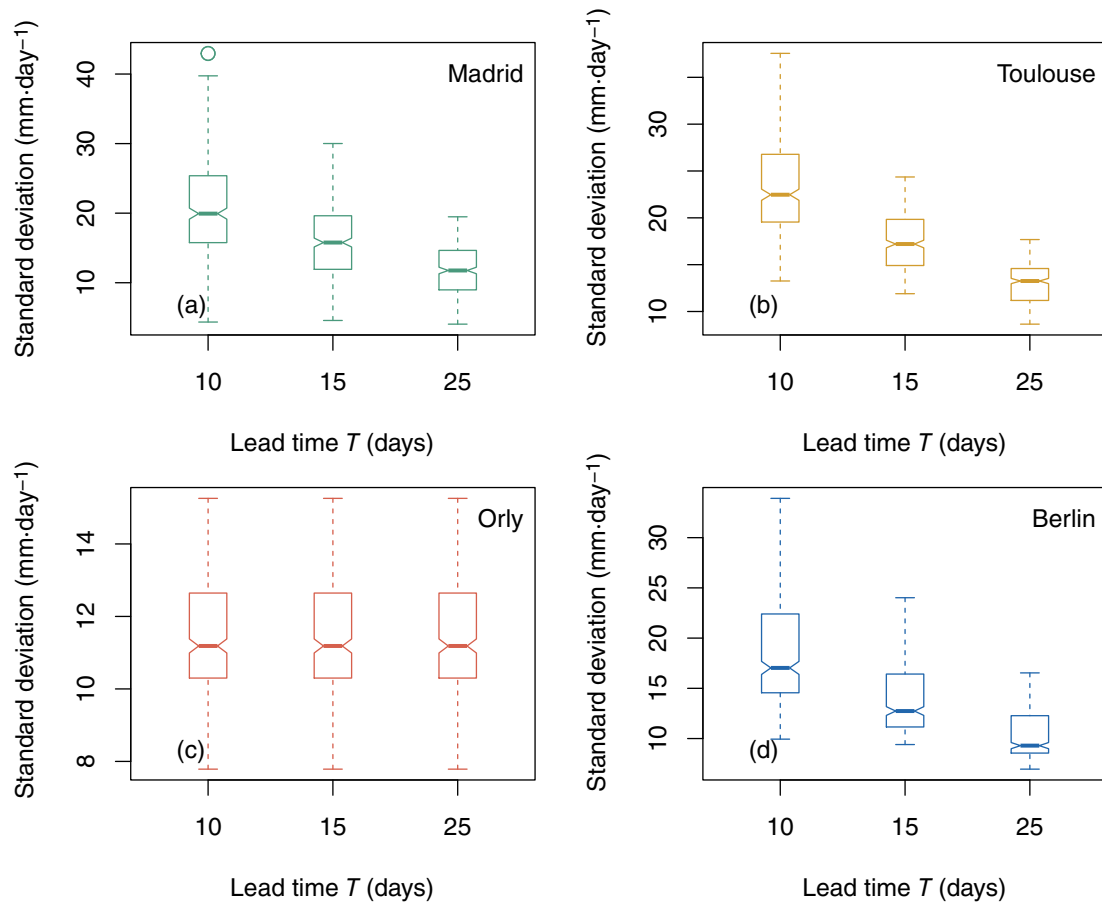 Standard deviation (mm·day⁻¹)
40
30
20
10
Madrid
(a)
10 15 25
Lead time T (days)
Standard deviation (mm·day⁻¹)
30
20
10
Toulouse
(b)
10 15 25
Lead time T (days)
Standard deviation (mm·day⁻¹)
14
12
10
8
Orly
(c)
10 15 25
Lead time T (days)
Standard deviation (mm·day⁻¹)
30
25
20
15
10
Berlin
(d)
10 15 25
Lead time T (days)